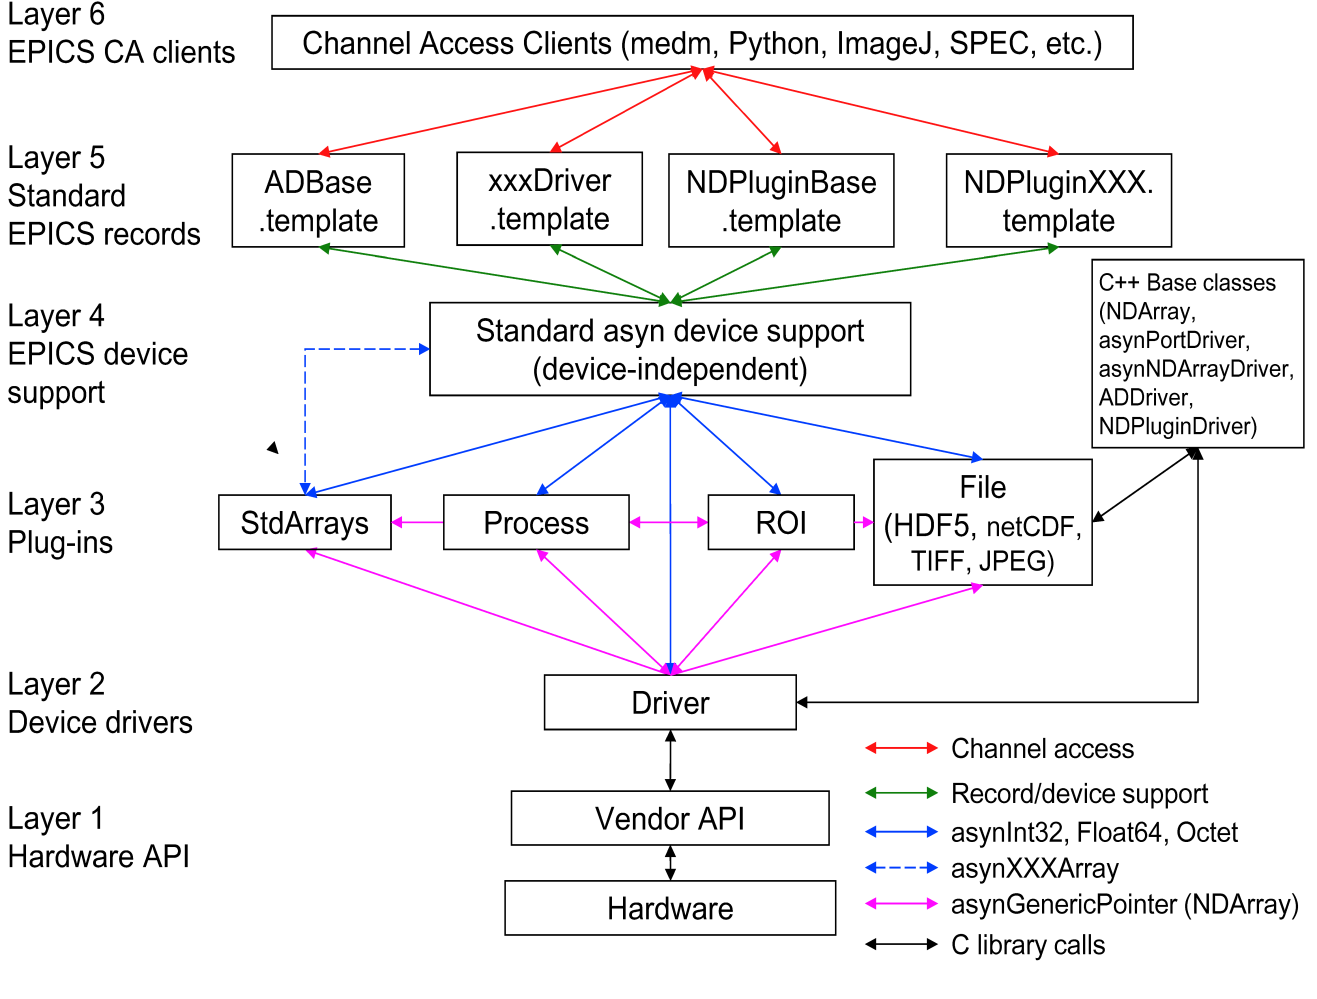 Layer 6
EPICS CA clients
Channel Access Clients (medm, Python, ImageJ, SPEC, etc.)
Layer 5
Standard
EPICS records
ADBase
.template
xxxDriver
.template
NDPluginBase
.template
NDPluginXXX.
template
Layer 4
EPICS device
support
Standard asyn device support
(device-independent)
C++ Base classes
(NDArray,
asynPortDriver,
asynNDArrayDriver,
ADDriver,
NDPluginDriver)
Layer 3
Plug-ins
StdArrays
Process
ROI
File
(HDF5, netCDF,
TIFF, JPEG)
Layer 2
Device drivers
Driver
Layer 1
Hardware API
Vendor API
Hardware
Channel access
Record/device support
asynInt32, Float64, Octet
asynXXXArray
asynGenericPointer (NDArray)
C library calls